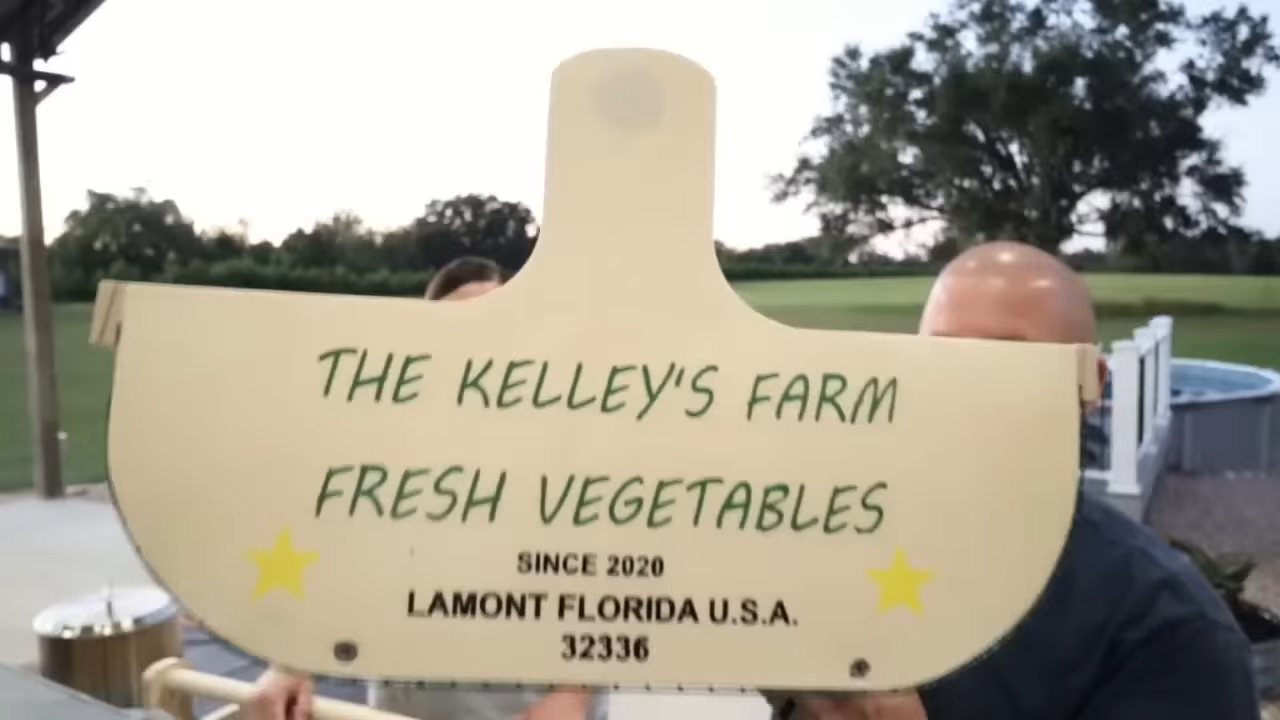 THE KELLEY'S FARM
FRESH VEGETABLES
SINCE 2020
LAMONT FLORIDA U.S.A.
32336